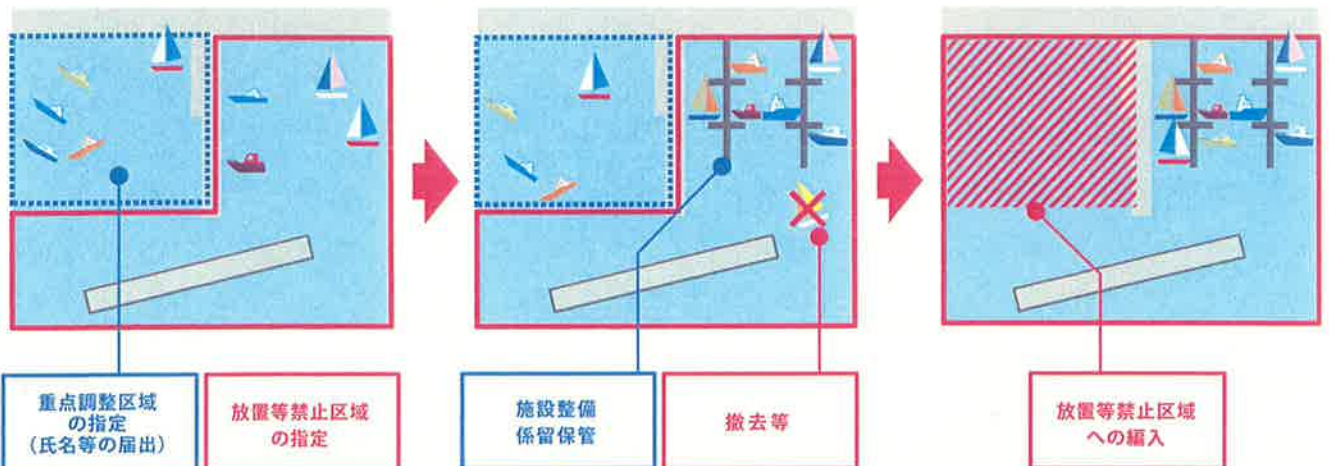 重点調整区域
の指定
(氏名等の届出)
放置等禁止区域
の指定
施設整備
係留保管
撤去等
放置等禁止区域
への編入